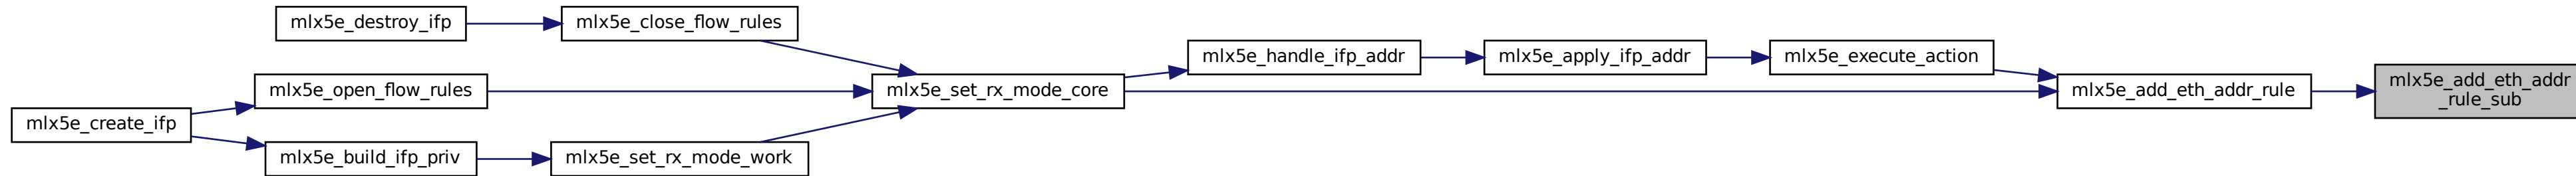 mlx5e_destroy_ifp
mlx5e_close_flow_rules
mlx5e_handle_ifp_addr
mlx5e_apply_ifp_addr
mlx5e_execute_action
mlx5e_add_eth_addr
_rule_sub
mlx5e_open_flow_rules
mlx5e_set_rx_mode_core
mlx5e_add_eth_addr_rule
mlx5e_create_ifp
mlx5e_build_ifp_priv
mlx5e_set_rx_mode_work